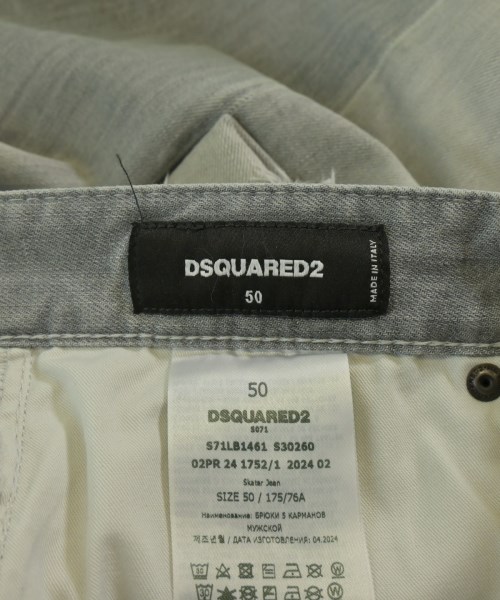 DSQUARED2
50
MADE IN ITALY
50
DSQUARED2
S071
S71LB1461 S30260
02PR 24 1752/1 2024 02
Skater Jean
SIZE 50 / 175/76A
Наименование: БРЮКИ 5 КАРМАНОВ
МУЖСКОЙ
제조년월 / ДАТА ИЗГОТОВЛЕНИЯ: 04.2024